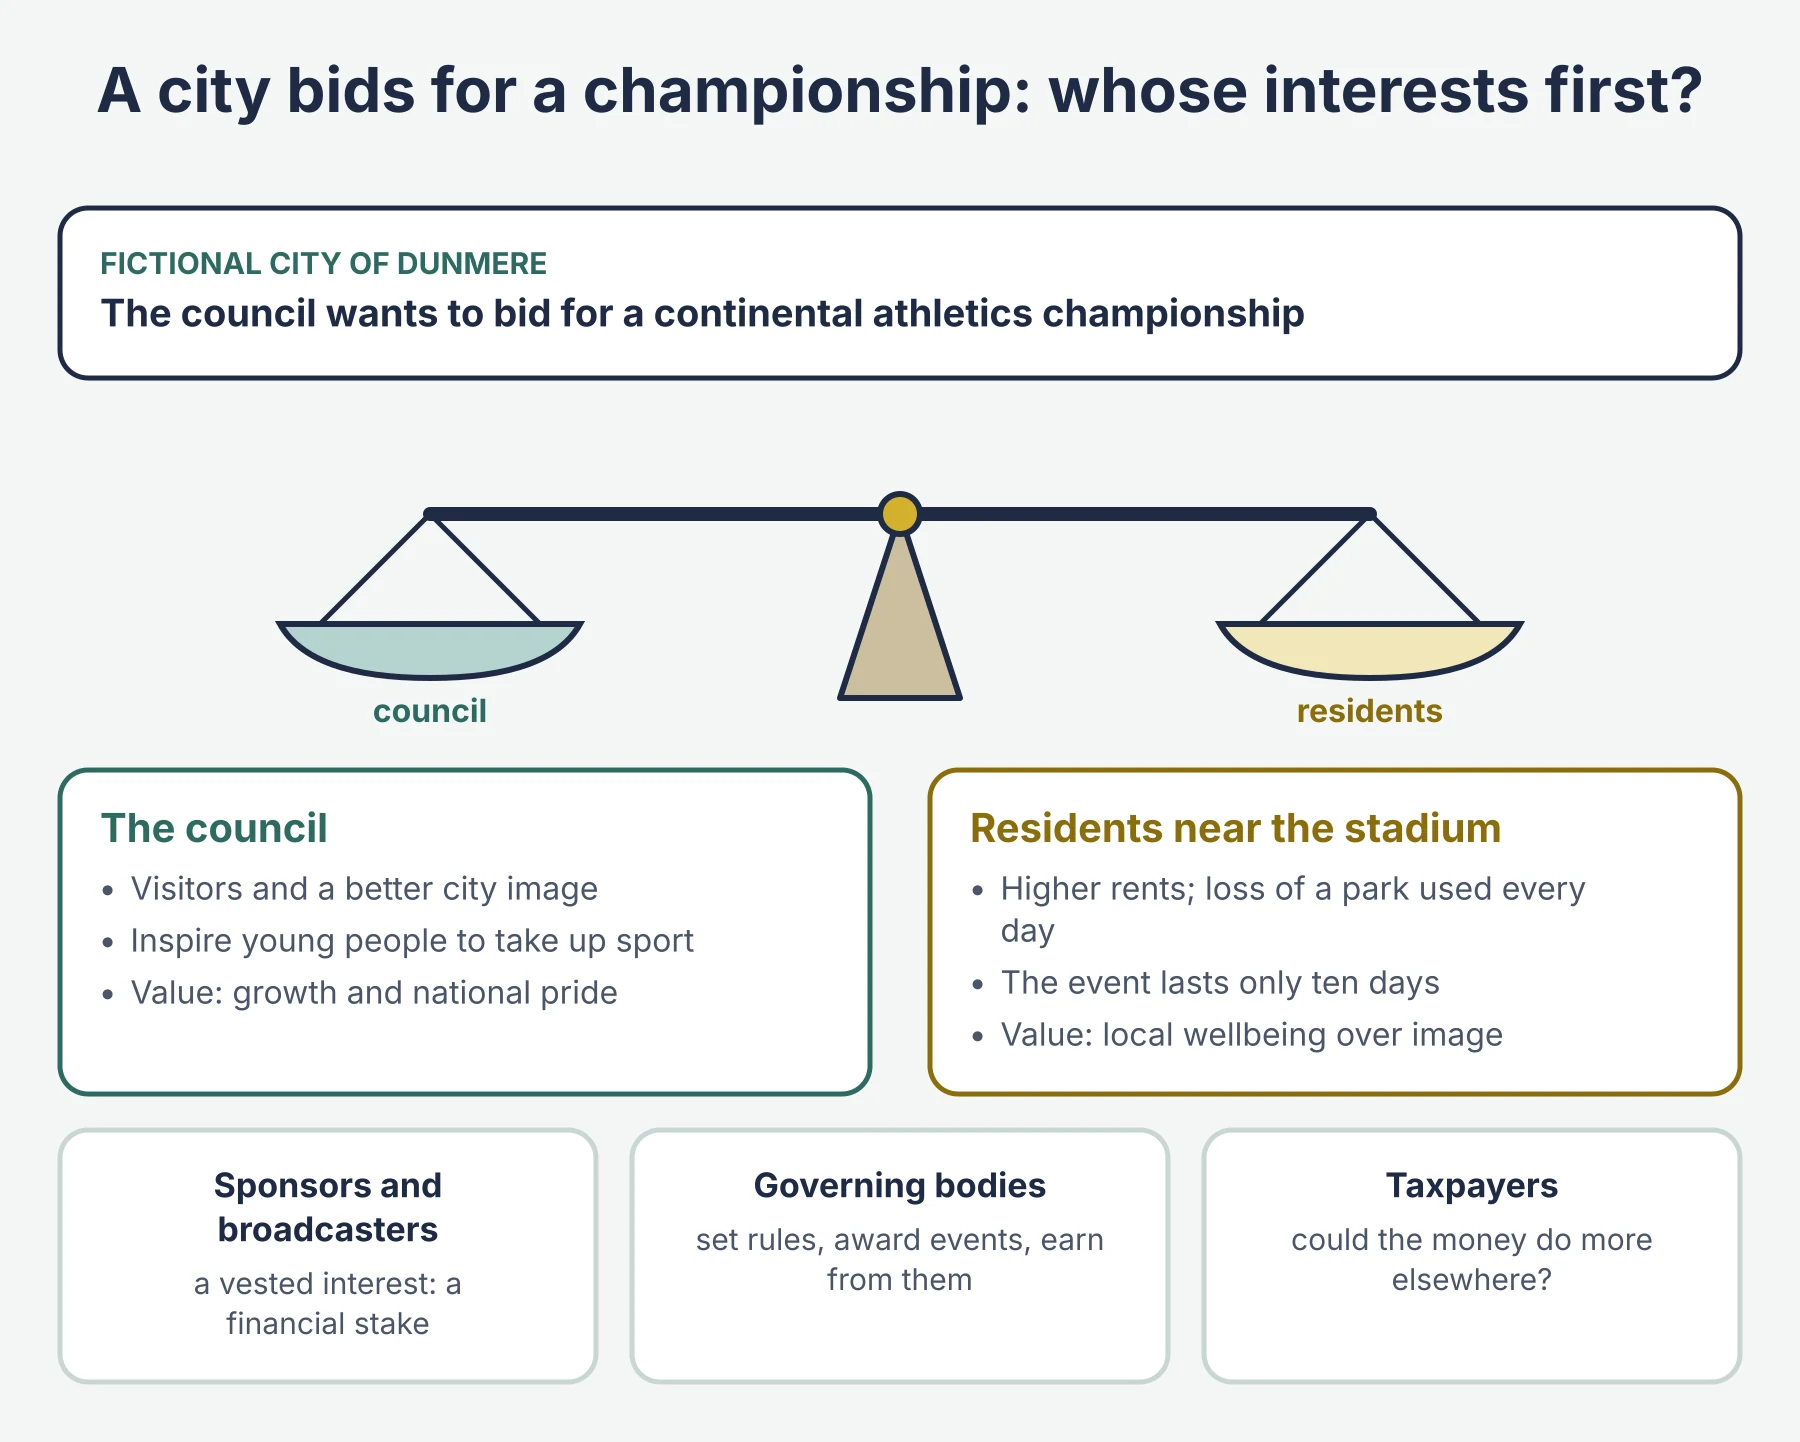 A city bids for a championship: whose interests first?
FICTIONAL CITY OF DUNMERE
The council wants to bid for a continental athletics championship
council
residents
The council
• Visitors and a better city image
• Inspire young people to take up sport
• Value: growth and national pride
Residents near the stadium
• Higher rents; loss of a park used every
day
• The event lasts only ten days
• Value: local wellbeing over image
Sponsors and
broadcasters
a vested interest: a
financial stake
Governing bodies
set rules, award events, earn
from them
Taxpayers
could the money do more
elsewhere?